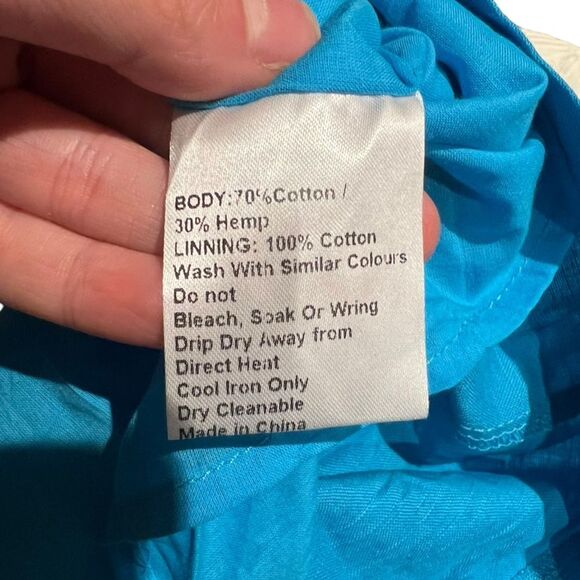 BODY:70%Cotton /
30% Hemp
LINNING: 100% Cotton
Wash With Similar Colours
Do not
Bleach, Soak Or Wring
Drip Dry Away from
Direct Heat
Cool Iron Only
Dry Cleanable
Made in China